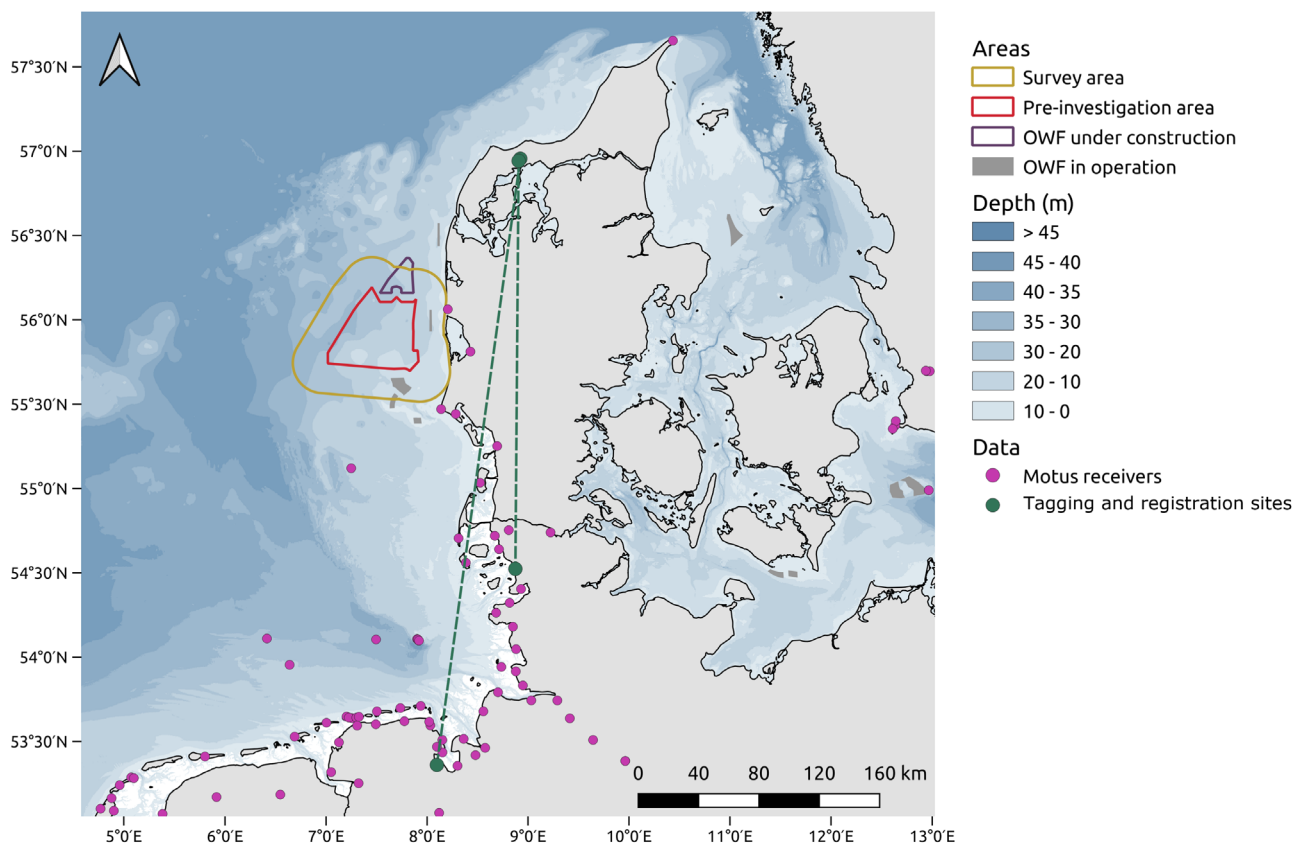 57°30'N
57°0'N
56°30'N
56°0'N
55°30'N
55°0'N
54°30'N
54°0'N
53°30'N
5°0'E
6°0'E
7°0'E
8°0'E
9°0'E
10°0'E
11°0'E
12°0'E
13°0'E
0 40 80 120 160 km
Areas
Survey area
Pre-investigation area
OWF under construction
OWF in operation
Depth (m)
> 45
45 - 40
40 - 35
35 - 30
30 - 20
20 - 10
10 - 0
Data
Motus receivers
Tagging and registration sites